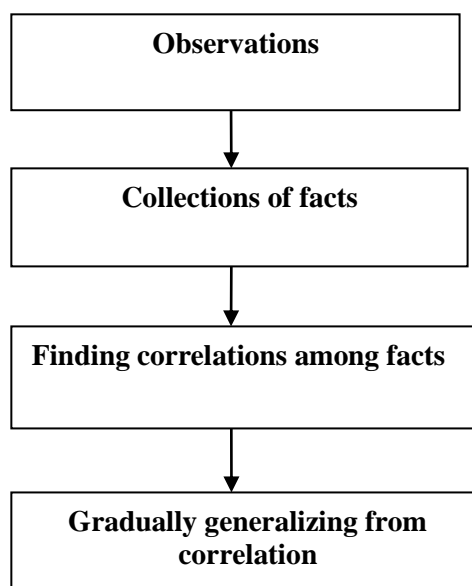 Observations
Collections of facts
Finding correlations among facts
Gradually generalizing from
correlation